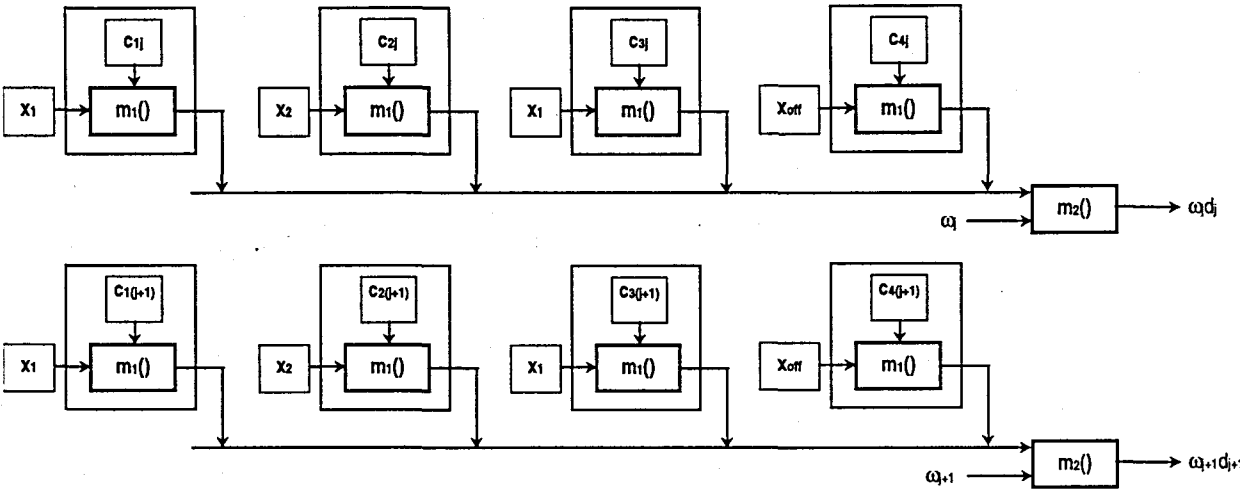 C1j C2j C3j C4j
X1 m1() X2 m1() X1 m1() Xoff m1()
m2() ωjdj
ωj
C1(j+1) C2(j+1) C3(j+1) C4(j+1)
X1 m1() X2 m1() X1 m1() Xoff m1()
m2() ωj+1dj+1
ωj+1